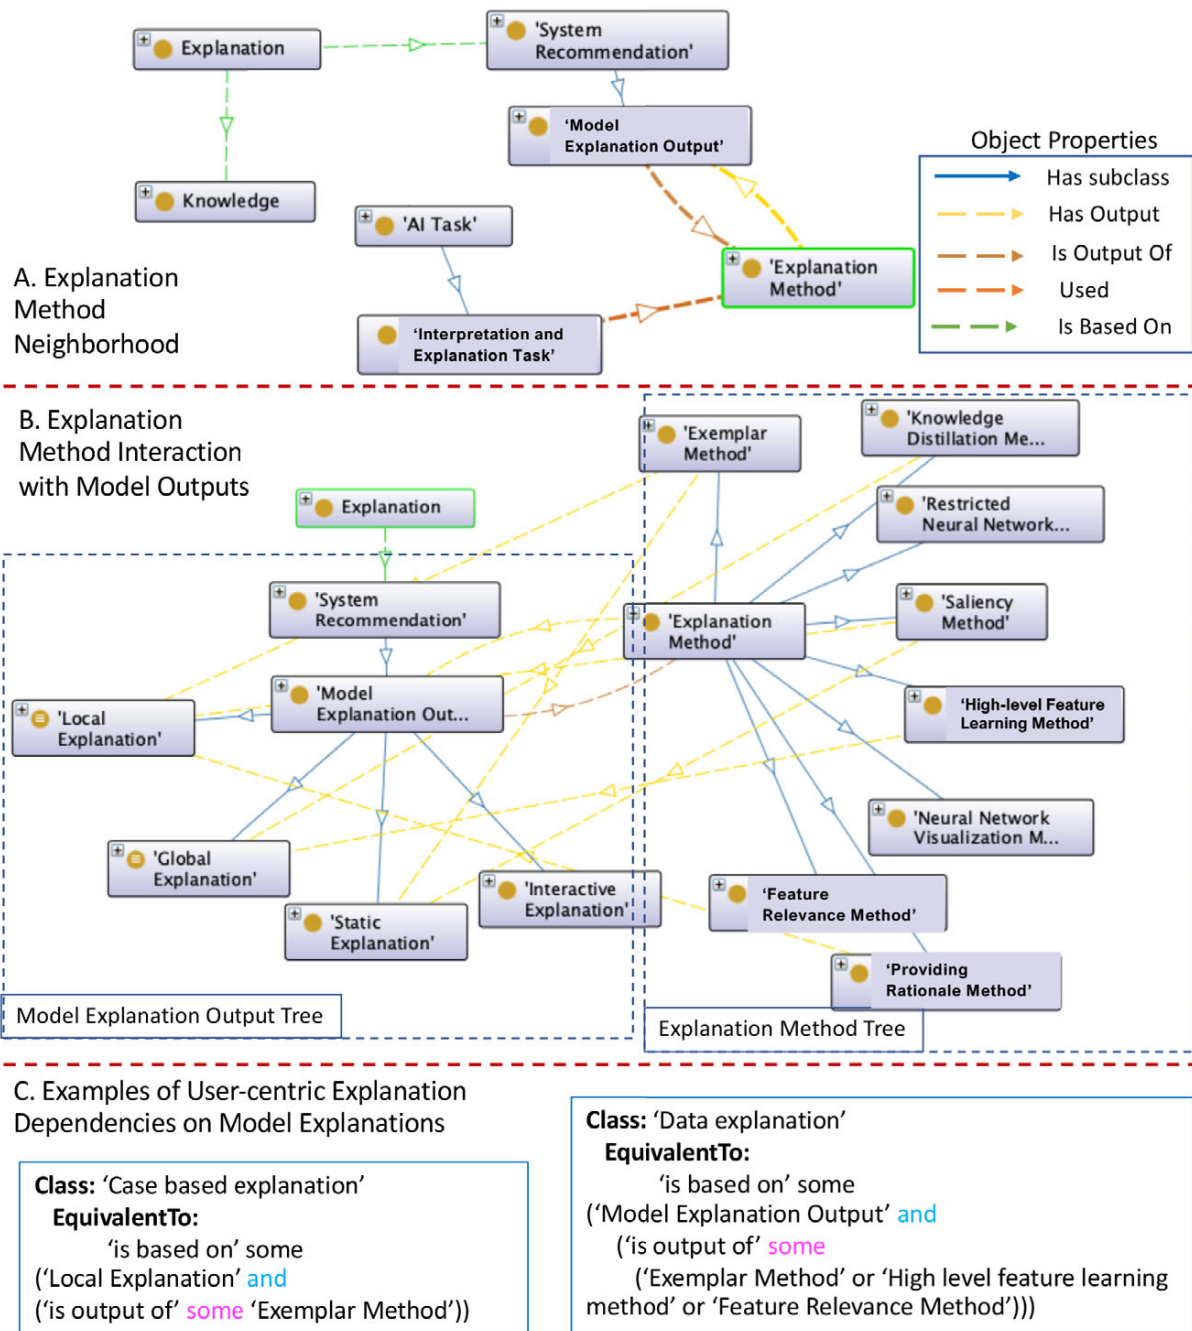 Explanation
'System
Recommendation'
‘Model
Explanation Output’
Knowledge
'AI Task'
'Explanation
Method'
‘Interpretation and
Explanation Task’
Object Properties
Has subclass
Has Output
Is Output Of
Used
Is Based On
A. Explanation
Method
Neighborhood
B. Explanation
Method Interaction
with Model Outputs
Explanation
'System
Recommendation'
'Model
Explanation Out...
'Local
Explanation'
'Global
Explanation'
'Static
Explanation'
'Interactive
Explanation'
Model Explanation Output Tree
'Exemplar
Method'
'Knowledge
Distillation Me...
'Restricted
Neural Network...
'Explanation
Method'
'Saliency
Method'
‘High-level Feature
Learning Method’
'Neural Network
Visualization M...
‘Feature
Relevance Method’
‘Providing
Rationale Method’
Explanation Method Tree
C. Examples of User-centric Explanation
Dependencies on Model Explanations
Class: ‘Case based explanation’
EquivalentTo:
‘is based on’ some
(‘Local Explanation’ and
(‘is output of’ some ‘Exemplar Method’))
Class: ‘Data explanation’
EquivalentTo:
‘is based on’ some
(‘Model Explanation Output’ and
(‘is output of’ some
(‘Exemplar Method’ or ‘High level feature learning
method’ or ‘Feature Relevance Method’)))